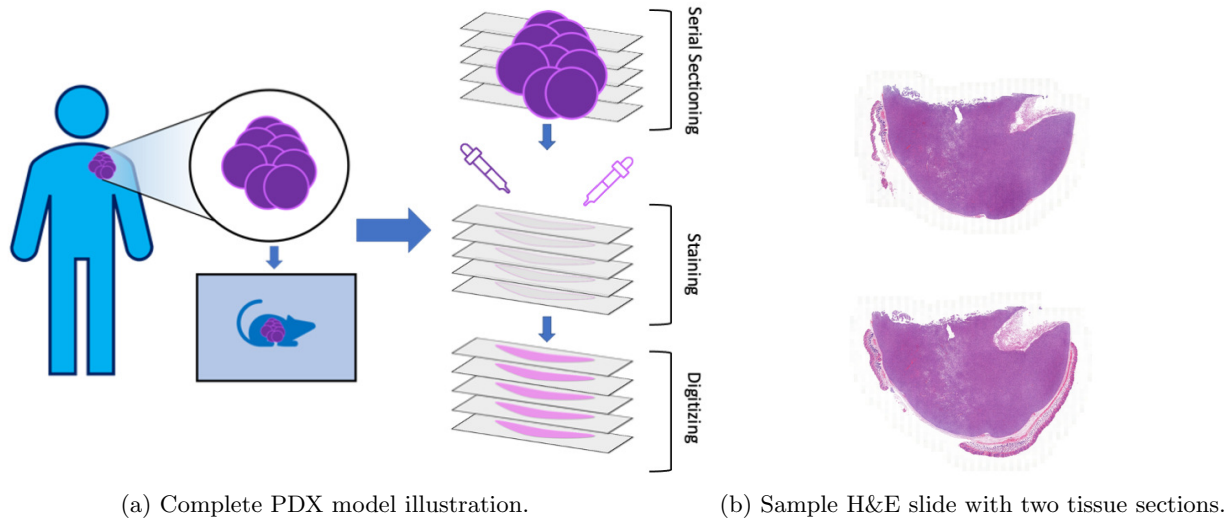 Serial Sectioning
Staining
Digitizing
(a) Complete PDX model illustration.
(b) Sample H&E slide with two tissue sections.